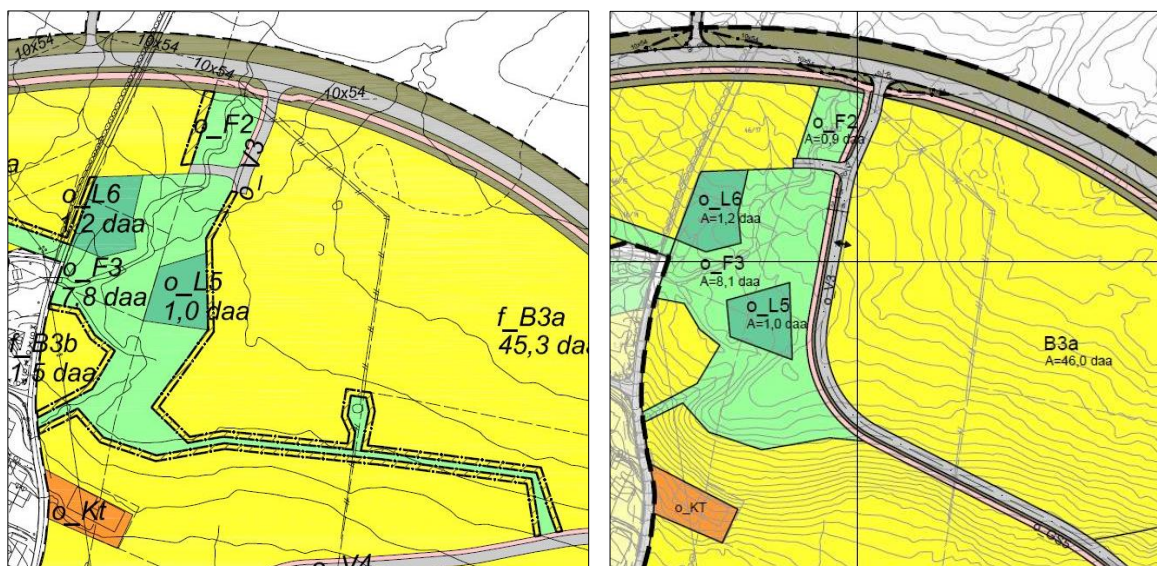 10x54
10x54
10x54
o_F2
o_V3
a
o_L6
1,2 daa
o_F3
7,8 daa
o_L5
1,0 daa
f_B3a
45,3 daa
f_B3b
1,5 daa
o_Kt
o_V4
o_F2
A=0,9 daa
o_L6
A=1,2 daa
o_F3
A=8,1 daa
o_L5
A=1,0 daa
o_V3
B3a
A=46,0 daa
o_KT
o_GS5